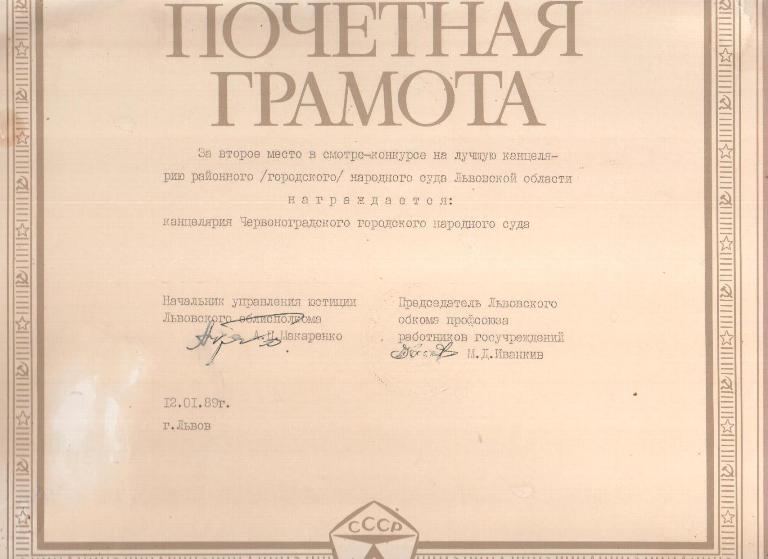 ПОЧЕТНАЯ
ГРАМОТА
За второе место в смотре-конкурсе на лучшую канцеля-
рию районного /городского/ народного суда Львовской области
награждается:
канцелярия Червоноградского городского народного суда
Начальник управления юстиции
Львовского облисполкома
А.П.Макаренко
Председатель Львовского
обкома профсоюза
работников госучреждений
М.Д.Иванкив
12.01.89г.
г.Львов
СССР